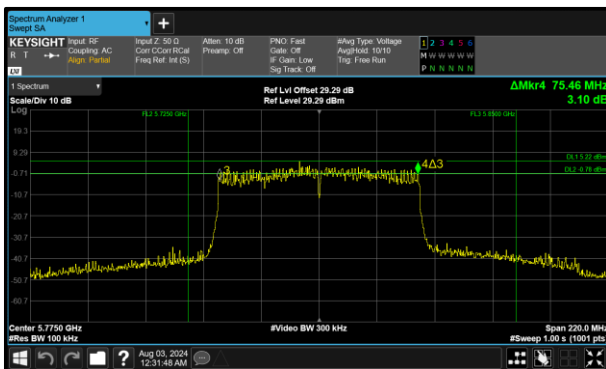 Spectrum Analyzer 1
Swept SA
+
KEYSIGHT
R T
LXI
Input: RF
Coupling: AC
Align: Partial
Input Z: 50 Ω
Corr CCorr RCal
Freq Ref: Int (S)
Atten: 10 dB
Preamp: Off
PNO: Fast
Gate: Off
IF Gain: Low
Sig Track: Off
#Avg Type: Voltage
Avg|Hold: 10/10
Trig: Free Run
1 2 3 4 5 6
M W W W W W
P N N N N N
1 Spectrum
Scale/Div 10 dB
Log
Ref Lvl Offset 29.29 dB
Ref Level 29.29 dBm
ΔMkr4 75.46 MHz
3.10 dB
FL2 5.7250 GHz
FL3 5.8500 GHz
19.3
9.29
-0.71
-10.7
-20.7
-30.7
-40.7
-50.7
-60.7
3
4Δ3
DL1 5.22 dBm
DL2 -0.78 dBm
Center 5.7750 GHz
#Res BW 100 kHz
#Video BW 300 kHz
Span 220.0 MHz
#Sweep 1.00 s (1001 pts)
?
Aug 03, 2024
12:31:48 AM